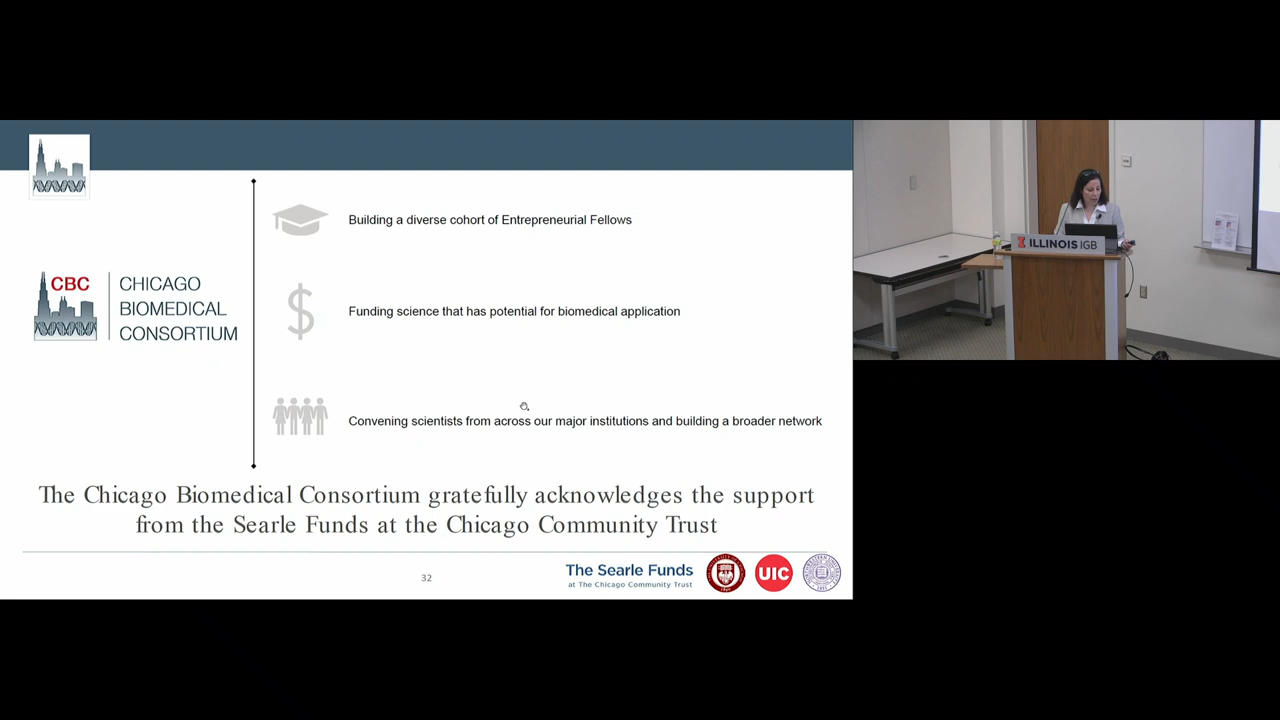 Building a diverse cohort of Entrepreneurial Fellows
CBC
CHICAGO
BIOMEDICAL
CONSORTIUM
Funding science that has potential for biomedical application
Convening scientists from across our major institutions and building a broader network
The Chicago Biomedical Consortium gratefully acknowledges the support
from the Searle Funds at the Chicago Community Trust
32
The Searle Funds
at The Chicago Community Trust
UIC
ILLINOIS IGB